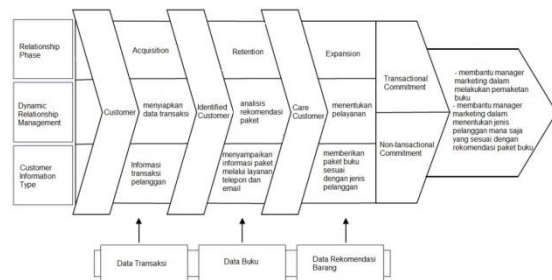 Relationship
Phase
Acquisition
Retention
Expansion
Transactional
Commitment
- membantu manager
marketing dalam
melakukan pemaketan
buku
- membantu manager
marketing dalam
menentukan jenis
pelanggan mana saja
yang sesuai dengan
rekomendasi paket buku
Dynamic
Relationship
Management
Customer
menyiapkan
data transaksi
Identified
Customer
analisis
rekomendasi
paket
Care
Customer
menentukan
pelayanan
Non-tansactional
Commitment
Customer
Information
Type
Informasi
transaksi
pelanggan
menyampaikan
informasi paket
melalu layanan
telepon dan
email
memberikan
paket buku
sesuai
dengan jenis
pelanggan
Data Transaksi
Data Buku
Data Rekomendasi
Barang